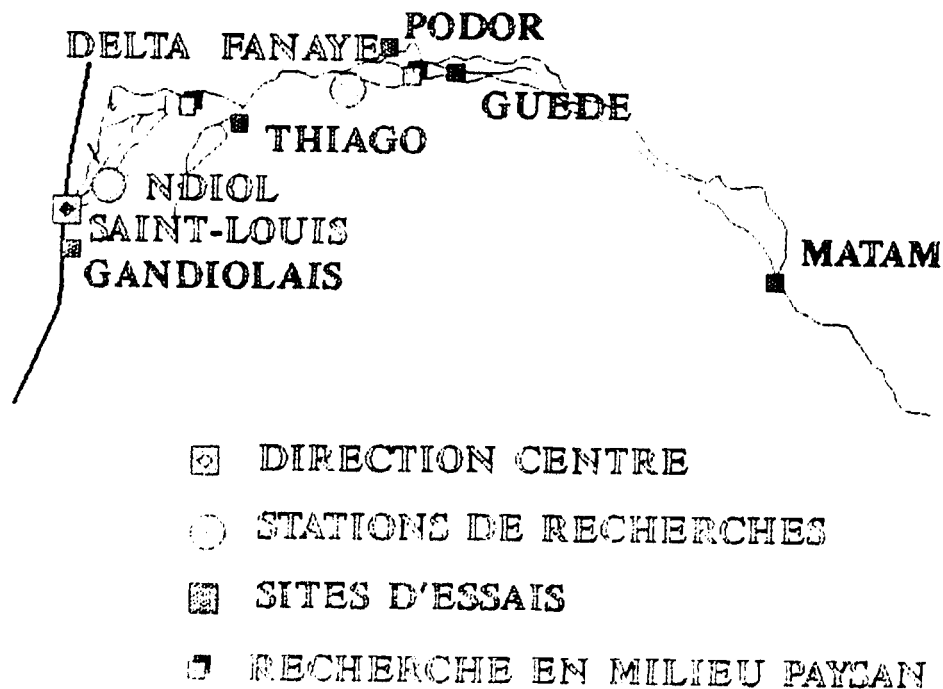 PODOR
DELTA FANAYE
GUEDE
THIAGO
NDIOL
SAINT-LOUIS
GANDIOLAIS
MATAM
DIRECTION CENTRE
STATIONS DE RECHERCHES
SITES D'ESSAIS
RECHERCHE EN MILIEU PAYSAN